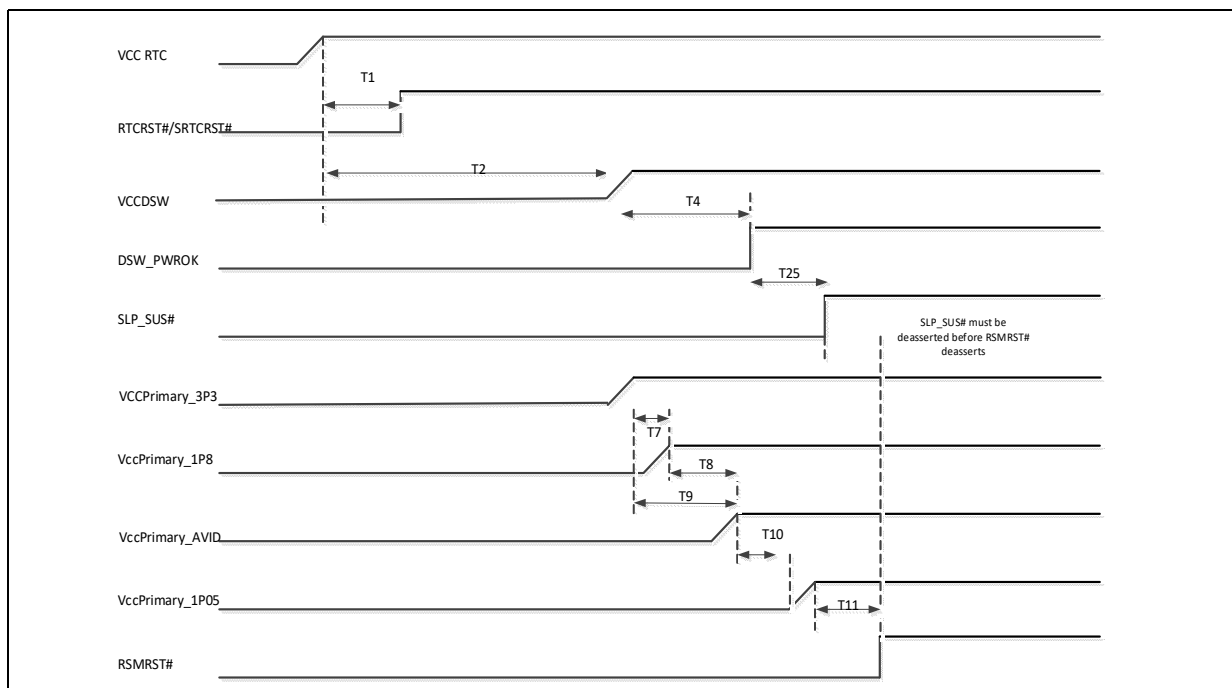 VCC RTC
T1
RTCRST#/SRTCRST#
T2
VCCDSW
T4
DSW_PWROK
T25
SLP_SUS#
SLP_SUS# must be
deasserted before RSMRST#
deasserts
VCCPrimary_3P3
T7
VccPrimary_1P8
T8
T9
VccPrimary_AVID
T10
VccPrimary_1P05
T11
RSMRST#